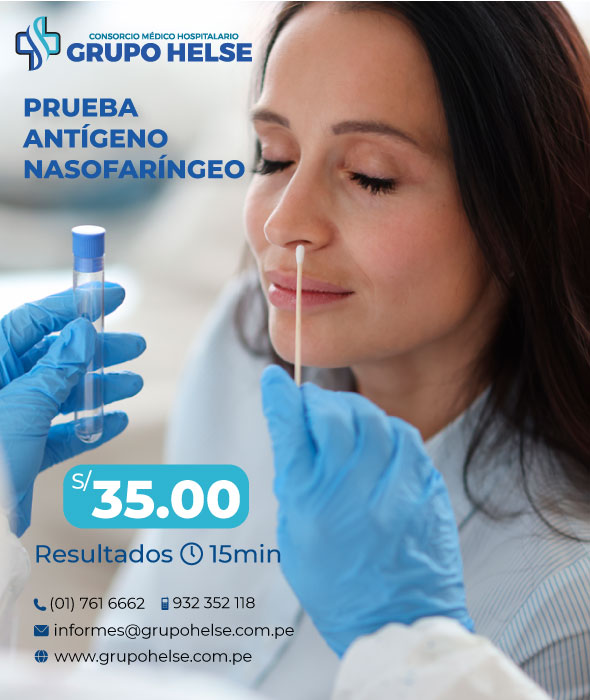 CONSORCIO MÉDICO HOSPITALARIO
GRUPO HELSE
PRUEBA
ANTÍGENO
NASOFARÍNGEO
S/35.00
Resultados 15min
(01) 761 6662 932 352 118
informes@grupohelse.com.pe
www.grupohelse.com.pe